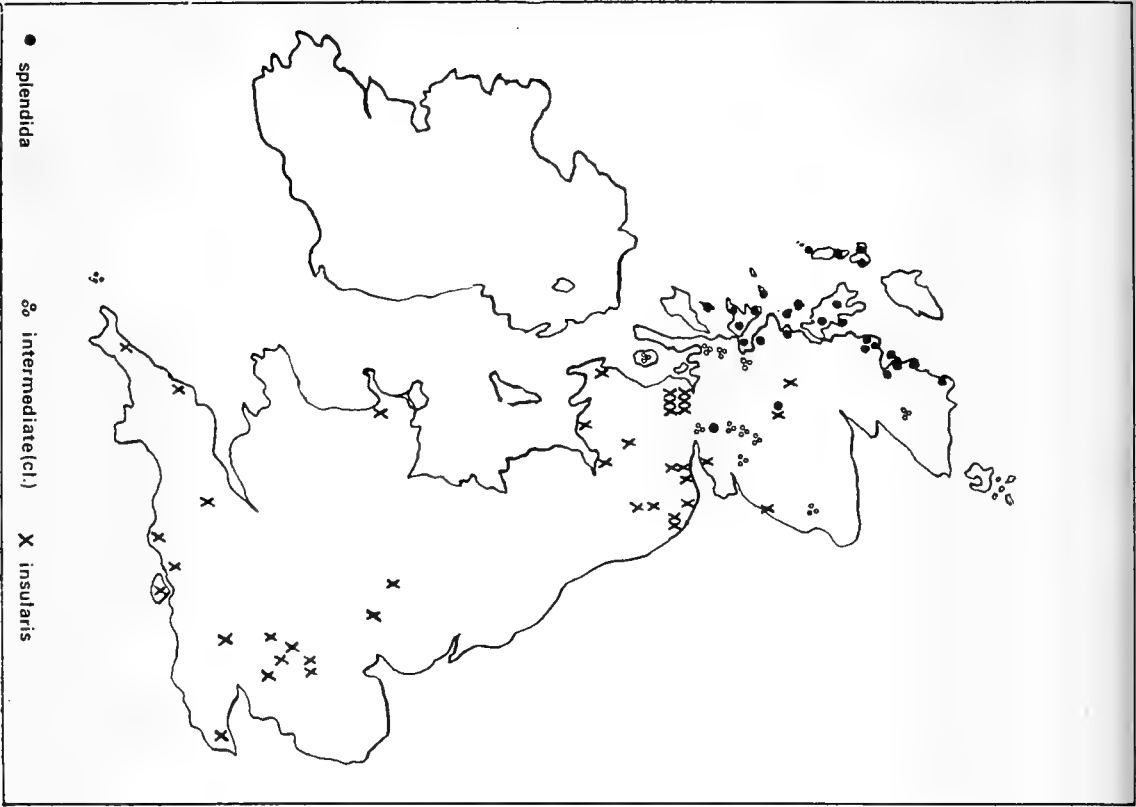 ● splendida
intermediate(cl.)
X insularis